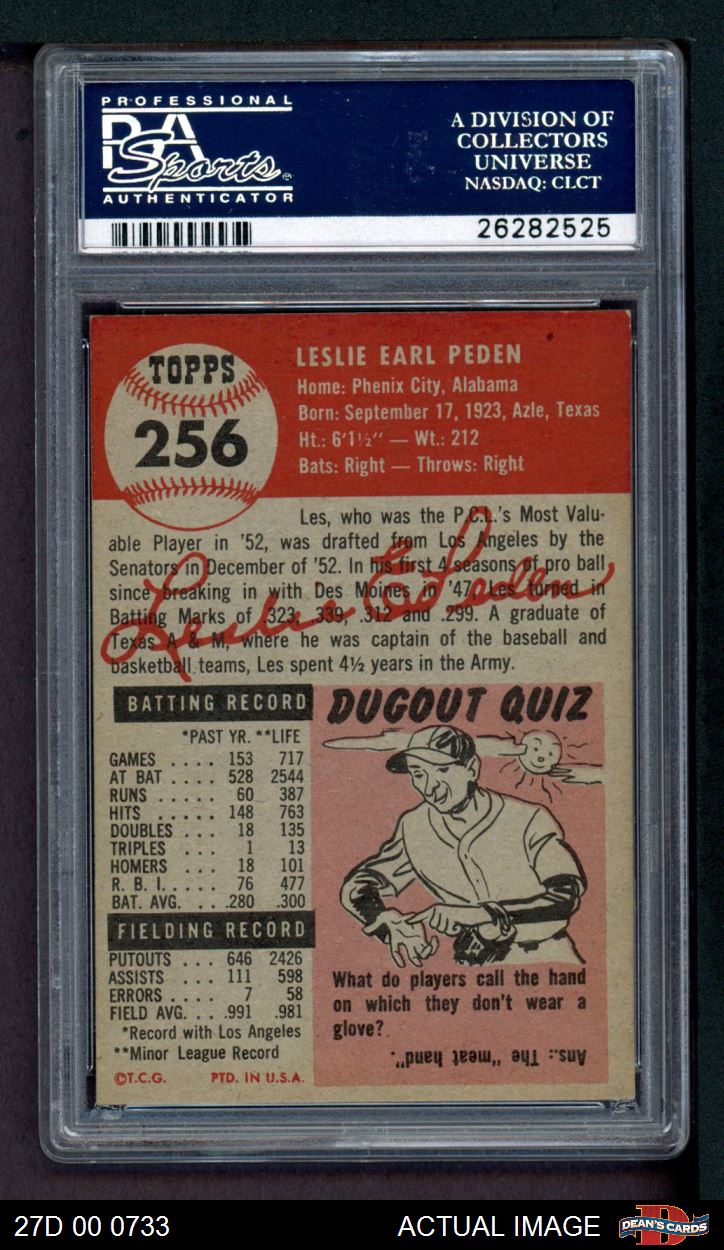 PROFESSIONAL
PSA
Sports
AUTHENTICATOR
A DIVISION OF
COLLECTORS
UNIVERSE
NASDAQ: CLCT
26282525
TOPPS
256
LESLIE EARL PEDEN
Home: Phenix City, Alabama
Born: September 17, 1923, Azle, Texas
Ht.: 6'1½" — Wt.: 212
Bats: Right — Throws: Right
Les, who was the P.C.L.'s Most Valu-
able Player in '52, was drafted from Los Angeles by the
Senators in December of '52. In his first 4 seasons of pro ball
since breaking in with Des Moines in '47, Les turned in
Batting Marks of .323, .339, .312 and .299. A graduate of
Texas A & M, where he was captain of the baseball and
basketball teams, Les spent 4½ years in the Army.
Leslie E Peden
BATTING RECORD
*PAST YR. **LIFE
GAMES .... 153 717
AT BAT .... 528 2544
RUNS ..... 60 387
HITS ..... 148 763
DOUBLES ... 18 135
TRIPLES ... 1 13
HOMERS ... 18 101
R. B. I. .... 76 477
BAT. AVG. ... .280 .300
FIELDING RECORD
PUTOUTS ... 646 2426
ASSISTS ... 111 598
ERRORS .... 7 58
FIELD AVG. .. .991 .981
*Record with Los Angeles
**Minor League Record
©T.C.G. PTD. IN U.S.A.
DUGOUT QUIZ
What do players call the hand
on which they don't wear a
glove?
Ans.: The "meat hand".
27D 00 0733
ACTUAL IMAGE
DEAN'S CARDS